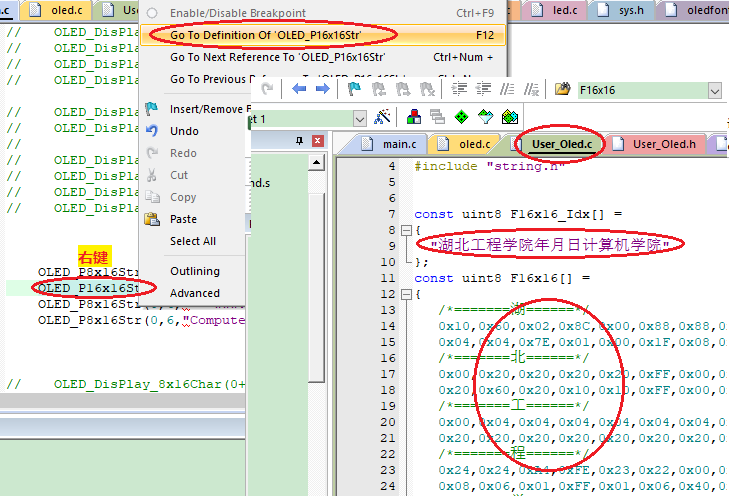 .c
oled.c
Us
Enable/Disable Breakpoint
Ctrl+F9
led.c
sys.h
oledfont
// OLED_DisPlay
Go To Definition Of 'OLED_P16x16Str'
F12
Go To Next Reference To 'OLED_P16x16Str'
Ctrl+Num +
Go To Previous
// OLED_DisPla
// OLED_DisPla
Insert/Remove B
F16x16
//
Undo
et 1
// OLED_DisPla
Redo
main.c
oled.c
User_Oled.c
User_Oled.h
// OLED_DisPla
Cut
nd.s
4 #include "string.h"
// OLED_DisPla
Copy
5
// OLED_DisPla
Paste
6
Select All
7 const uint8 F16x16_Idx[] =
8 {
右键
9 "湖北工程学院年月日计算机学院"
10 };
OLED_P8x16Str
Outlining
11 const uint8 F16x16[] =
OLED_P16x16St
Advanced
12 {
OLED_P8x16Str(0,
13 /*=======湖======*/
OLED_P8x16Str(0,6,"Compute
14 0x10,0x60,0x02,0x8C,0x00,0x88,0x88,0
15 0x04,0x04,0x7E,0x01,0x00,0x1F,0x08,0
16 /*=======北======*/
17 0x00,0x20,0x20,0x20,0x20,0xFF,0x00,0
18 0x20,0x60,0x20,0x10,0x10,0xFF,0x00,0
// OLED_DisPlay_8x16Char(0+
19 /*=======工======*/
20 0x00,0x04,0x04,0x04,0x04,0x04,0x04,0
21 0x20,0x20,0x20,0x20,0x20,0x20,0x20,0
22 /*=======程======*/
23 0x24,0x24,0xA4,0xFE,0x23,0x22,0x00,0
24 0x08,0x06,0x01,0xFF,0x01,0x06,0x40,0